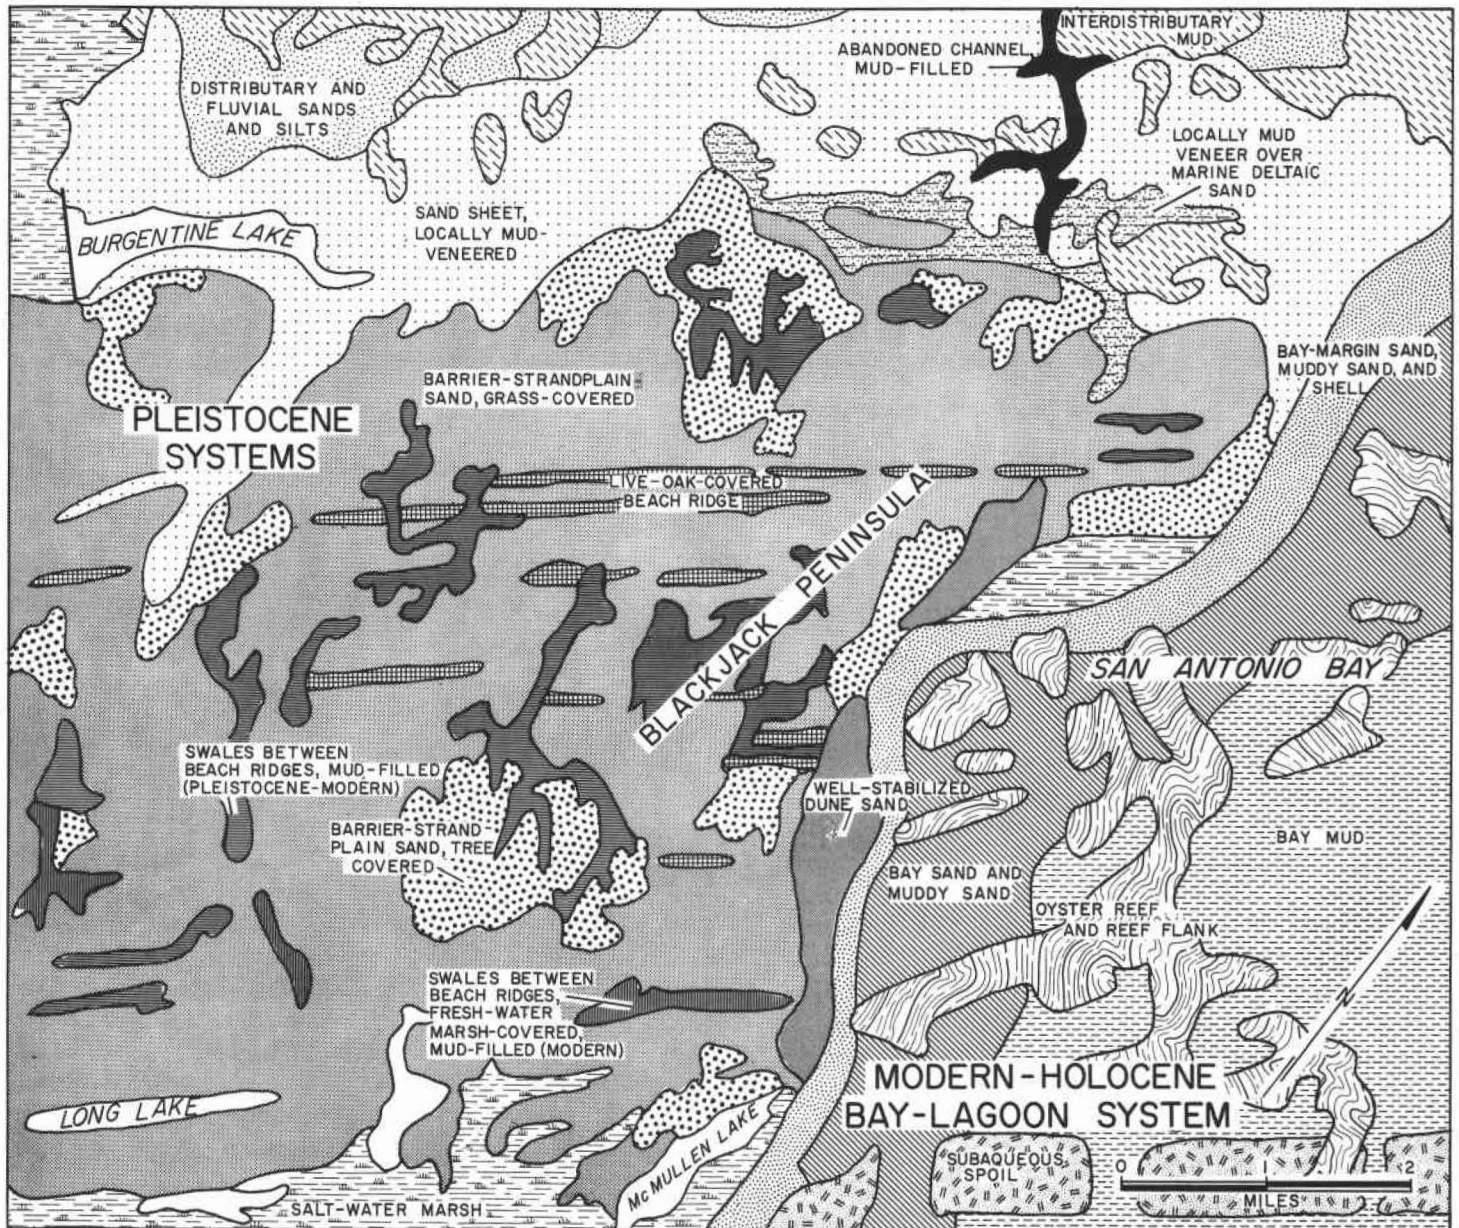 INTERDISTRIBUTARY
MUD
ABANDONED CHANNEL,
MUD-FILLED
DISTRIBUTARY AND
FLUVIAL SANDS
AND SILTS
LOCALLY MUD
VENEER OVER
MARINE DELTAIC
SAND
BURGENTINE LAKE
SAND SHEET,
LOCALLY MUD-
VENEERED
BAY-MARGIN SAND,
MUDDY SAND, AND
SHELL
BARRIER-STRANDPLAIN
SAND, GRASS-COVERED
PLEISTOCENE
SYSTEMS
LIVE-OAK-COVERED
BEACH RIDGE
BLACKJACK PENINSULA
SAN ANTONIO BAY
SWALES BETWEEN
BEACH RIDGES, MUD-FILLED
(PLEISTOCENE-MODERN)
WELL-STABILIZED
DUNE SAND
BARRIER-STRAND-
PLAIN SAND, TREE
COVERED
BAY MUD
BAY SAND AND
MUDDY SAND
OYSTER REEF
AND REEF FLANK
SWALES BETWEEN
BEACH RIDGES,
FRESH-WATER
MARSH-COVERED,
MUD-FILLED (MODERN)
N
MODERN-HOLOCENE
BAY-LAGOON SYSTEM
LONG LAKE
McMULLEN LAKE
SUBAQUEOUS
SPOIL
0 1 2
MILES
SALT-WATER MARSH